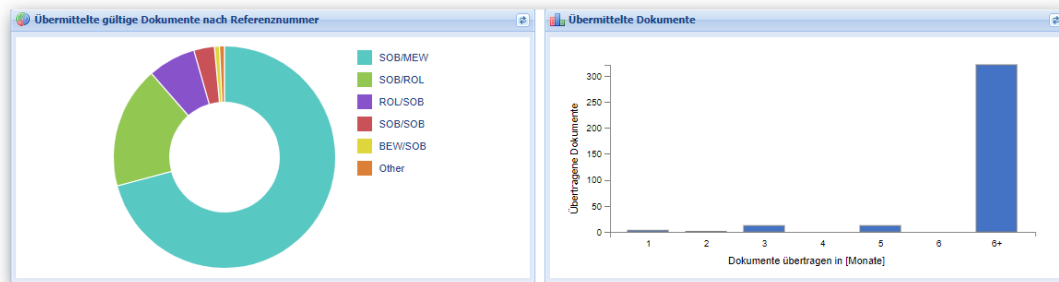 Übermittelte gültige Dokumente nach Referenznummer
SOB/MEW
SOB/ROL
ROL/SOB
SOB/SOB
BEW/SOB
Other
Übermittelte Dokumente
Übertragene Dokumente
300
250
200
150
100
50
0
1 2 3 4 5 6 6+
Dokumente übertragen in [Monate]